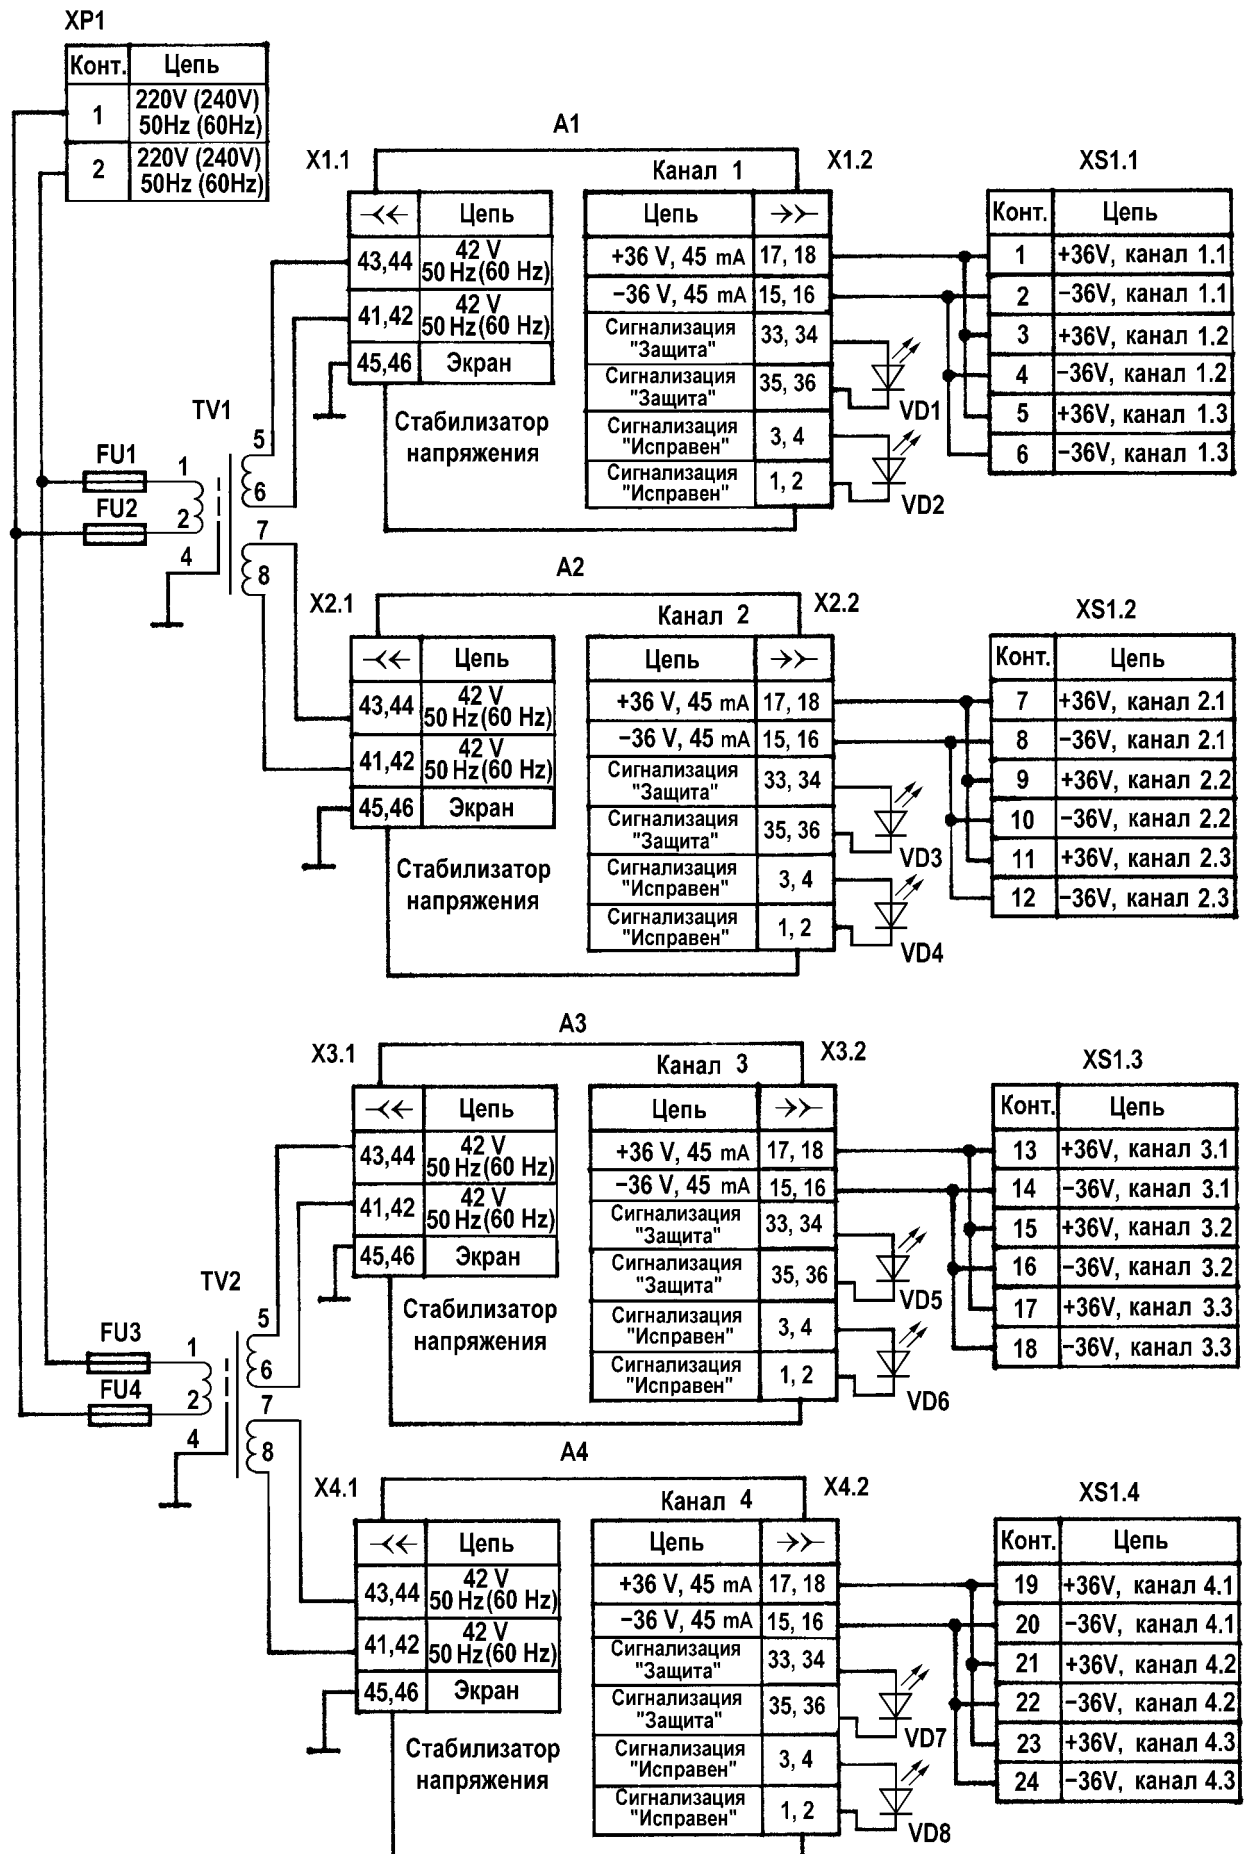 XP1
Конт. Цепь
1 220V (240V)
50Hz (60Hz)
2 220V (240V)
50Hz (60Hz)
TV1
FU1
FU2
1
2
4
5
6
7
8
A1
X1.1
Канал 1
X1.2
Цепь
43,44 42 V
50 Hz (60 Hz)
41,42 42 V
50 Hz (60 Hz)
45,46 Экран
Стабилизатор
напряжения
Цепь
+36 V, 45 mA 17, 18
−36 V, 45 mA 15, 16
Сигнализация
"Защита" 33, 34
Сигнализация
"Защита" 35, 36
Сигнализация
"Исправен" 3, 4
Сигнализация
"Исправен" 1, 2
VD1
VD2
XS1.1
Конт. Цепь
1 +36V, канал 1.1
2 −36V, канал 1.1
3 +36V, канал 1.2
4 −36V, канал 1.2
5 +36V, канал 1.3
6 −36V, канал 1.3
A2
X2.1
Канал 2
X2.2
Цепь
43,44 42 V
50 Hz (60 Hz)
41,42 42 V
50 Hz (60 Hz)
45,46 Экран
Стабилизатор
напряжения
Цепь
+36 V, 45 mA 17, 18
−36 V, 45 mA 15, 16
Сигнализация
"Защита" 33, 34
Сигнализация
"Защита" 35, 36
Сигнализация
"Исправен" 3, 4
Сигнализация
"Исправен" 1, 2
VD3
VD4
XS1.2
Конт. Цепь
7 +36V, канал 2.1
8 −36V, канал 2.1
9 +36V, канал 2.2
10 −36V, канал 2.2
11 +36V, канал 2.3
12 −36V, канал 2.3
TV2
FU3
FU4
1
2
4
5
6
7
8
A3
X3.1
Канал 3
X3.2
Цепь
43,44 42 V
50 Hz (60 Hz)
41,42 42 V
50 Hz (60 Hz)
45,46 Экран
Стабилизатор
напряжения
Цепь
+36 V, 45 mA 17, 18
−36 V, 45 mA 15, 16
Сигнализация
"Защита" 33, 34
Сигнализация
"Защита" 35, 36
Сигнализация
"Исправен" 3, 4
Сигнализация
"Исправен" 1, 2
VD5
VD6
XS1.3
Конт. Цепь
13 +36V, канал 3.1
14 −36V, канал 3.1
15 +36V, канал 3.2
16 −36V, канал 3.2
17 +36V, канал 3.3
18 −36V, канал 3.3
A4
X4.1
Канал 4
X4.2
Цепь
43,44 42 V
50 Hz (60 Hz)
41,42 42 V
50 Hz (60 Hz)
45,46 Экран
Стабилизатор
напряжения
Цепь
+36 V, 45 mA 17, 18
−36 V, 45 mA 15, 16
Сигнализация
"Защита" 33, 34
Сигнализация
"Защита" 35, 36
Сигнализация
"Исправен" 3, 4
Сигнализация
"Исправен" 1, 2
VD7
VD8
XS1.4
Конт. Цепь
19 +36V, канал 4.1
20 −36V, канал 4.1
21 +36V, канал 4.2
22 −36V, канал 4.2
23 +36V, канал 4.3
24 −36V, канал 4.3